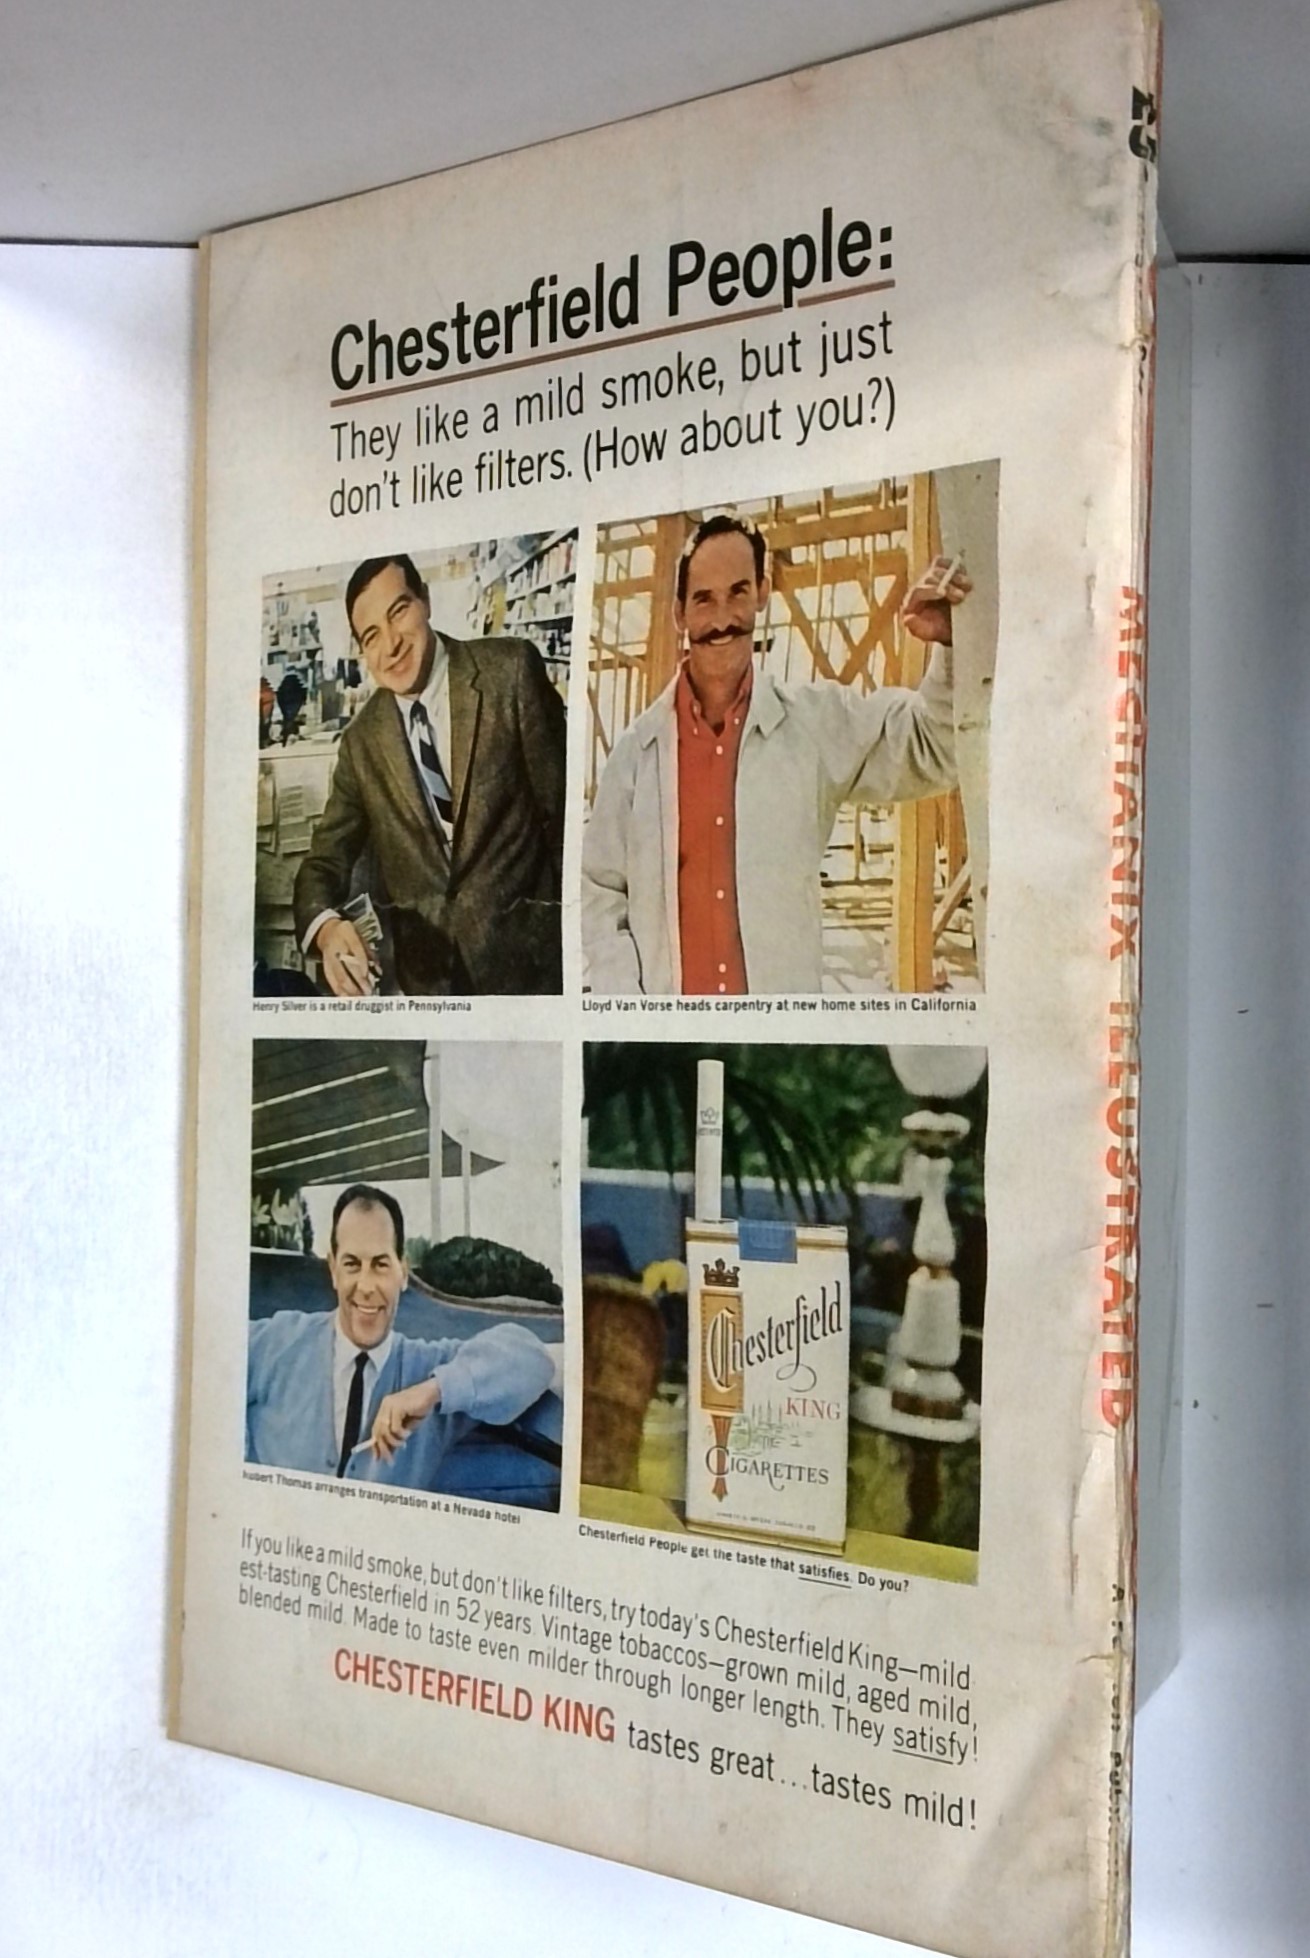 Chesterfield People:
They like a mild smoke, but just
don't like filters. (How about you?)
Henry Silver is a retail druggist in Pennsylvania
Lloyd Van Vorse heads carpentry at new home sites in California
Chesterfield
KING
CIGARETTES
Robert Thomas arranges transportation at a Nevada hotel
Chesterfield People get the taste that satisfies. Do you?
If you like a mild smoke, but don't like filters, try today's Chesterfield King—mild-
est-tasting Chesterfield in 52 years. Vintage tobaccos—grown mild, aged mild,
blended mild. Made to taste even milder through longer length. They satisfy!
CHESTERFIELD KING tastes great...tastes mild!
MECHANIX ILLUSTRATED